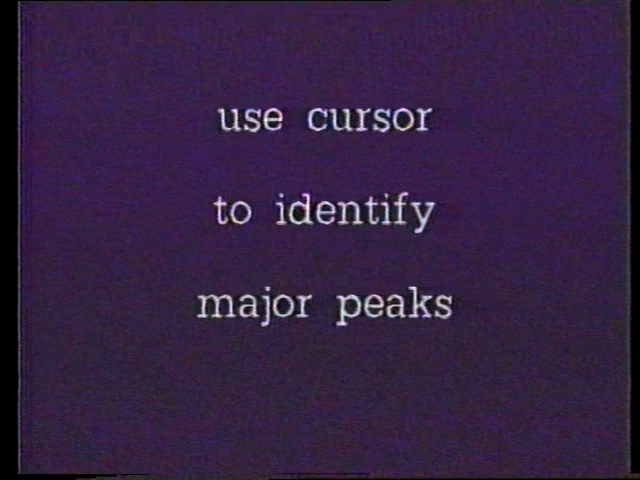 use cursor
to identify
major peaks